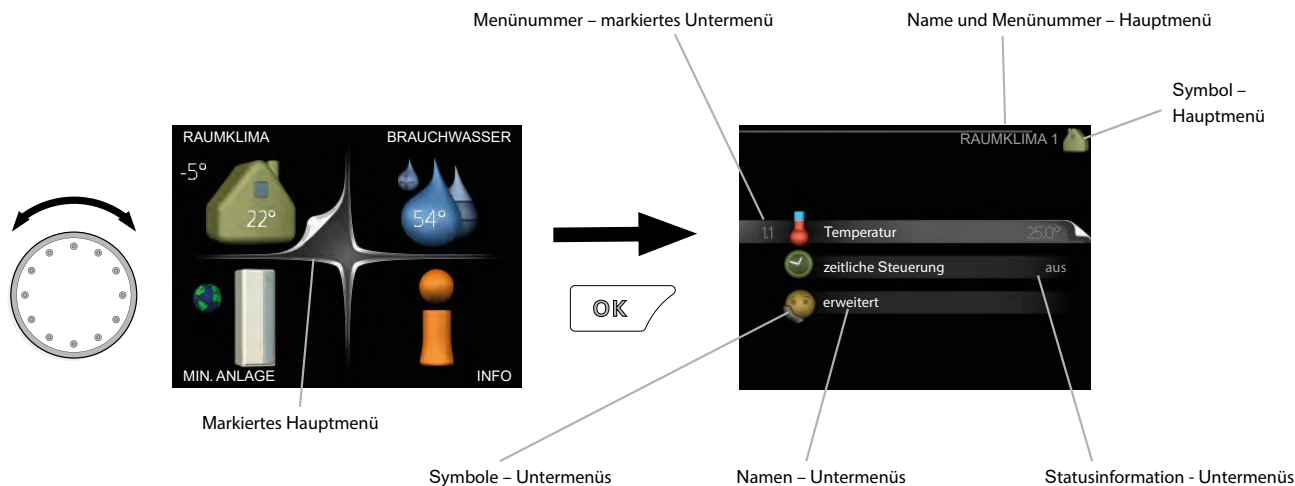 Menünummer – markiertes Untermenü
Name und Menünummer – Hauptmenü
Symbol –
Hauptmenü
RAUMKLIMA
BRAUCHWASSER
-5°
22°
54°
MIN. ANLAGE
INFO
Markiertes Hauptmenü
OK
RAUMKLIMA 1
1.1 Temperatur 25.0°
zeitliche Steuerung aus
erweitert
Symbole – Untermenüs
Namen – Untermenüs
Statusinformation - Untermenüs